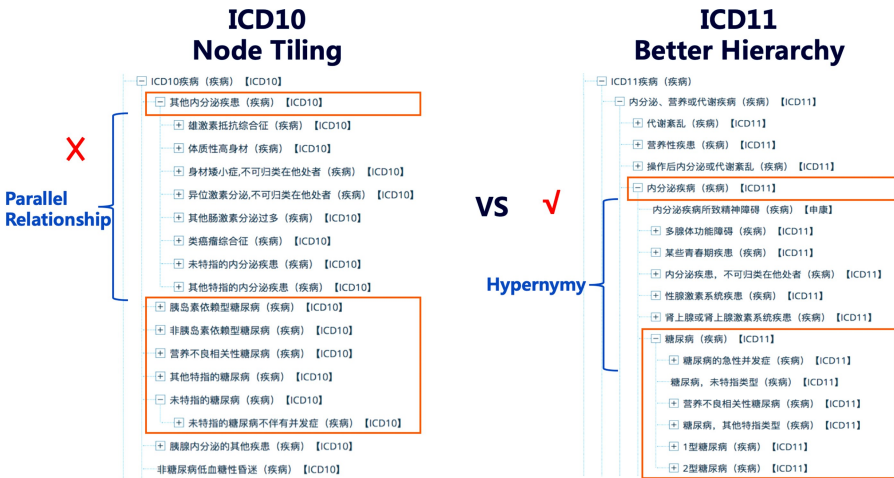 ICD10
Node Tiling
ICD10疾病（疾病）【ICD10】
其他内分泌疾患（疾病）【ICD10】
雄激素抵抗综合征（疾病）【ICD10】
体质性高身材（疾病）【ICD10】
身材矮小症,不可归类在他处者（疾病）【ICD10】
异位激素分泌,不可归类在他处者（疾病）【ICD10】
其他肠激素分泌过多（疾病）【ICD10】
类癌瘤综合征（疾病）【ICD10】
未特指的内分泌疾患（疾病）【ICD10】
其他特指的内分泌疾患（疾病）【ICD10】
胰岛素依赖型糖尿病（疾病）【ICD10】
非胰岛素依赖型糖尿病（疾病）【ICD10】
营养不良相关性糖尿病（疾病）【ICD10】
其他特指的糖尿病（疾病）【ICD10】
未特指的糖尿病（疾病）【ICD10】
未特指的糖尿病不伴有并发症（疾病）【ICD10】
胰腺内分泌的其他疾患（疾病）【ICD10】
非糖尿病低血糖性昏迷（疾病）【ICD10】
X
Parallel
Relationship
VS
√
ICD11
Better Hierarchy
ICD11疾病（疾病）
内分泌、营养或代谢疾病（疾病）【ICD11】
代谢紊乱（疾病）【ICD11】
营养性疾患（疾病）【ICD11】
操作后内分泌或代谢紊乱（疾病）【ICD11】
内分泌疾病（疾病）【ICD11】
内分泌疾病所致精神障碍（疾病）【申康】
多腺体功能障碍（疾病）【ICD11】
某些青春期疾患（疾病）【ICD11】
内分泌疾患，不可归类在他处者（疾病）【ICD11】
性腺激素系统疾患（疾病）【ICD11】
肾上腺或肾上腺激素系统疾患（疾病）【ICD11】
糖尿病（疾病）【ICD11】
糖尿病的急性并发症（疾病）【ICD11】
糖尿病，未特指类型（疾病）【ICD11】
营养不良相关性糖尿病（疾病）【ICD11】
糖尿病，其他特指类型（疾病）【ICD11】
1型糖尿病（疾病）【ICD11】
2型糖尿病（疾病）【ICD11】
Hypernymy